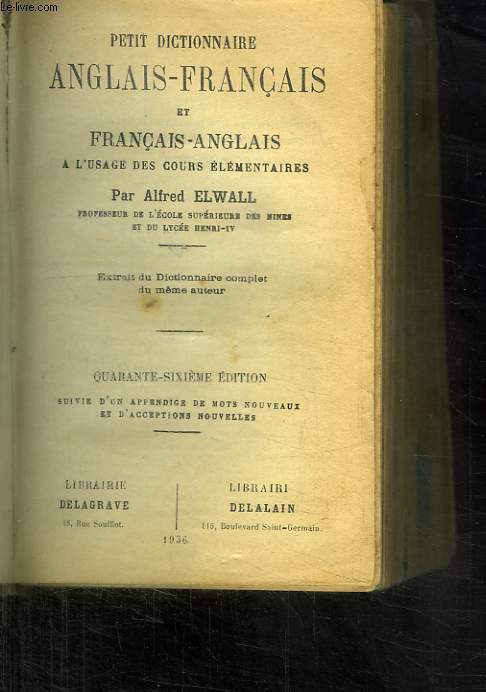 Le-livre.com
PETIT DICTIONNAIRE
ANGLAIS-FRANÇAIS
ET
FRANÇAIS-ANGLAIS
A L'USAGE DES COURS ÉLÉMENTAIRES
Par Alfred ELWALL
PROFESSEUR DE L'ÉCOLE SUPÉRIEURE DES MINES
ET DU LYCÉE HENRI-IV
Extrait du Dictionnaire complet
du même auteur
QUARANTE-SIXIÈME ÉDITION
SUIVIE D'UN APPENDICE DE MOTS NOUVEAUX
ET D'ACCEPTIONS NOUVELLES
LIBRAIRIE
DELAGRAVE
15, Rue Soufflot.
LIBRAIRI
DELALAIN
115, Boulevard Saint-Germain.
1936